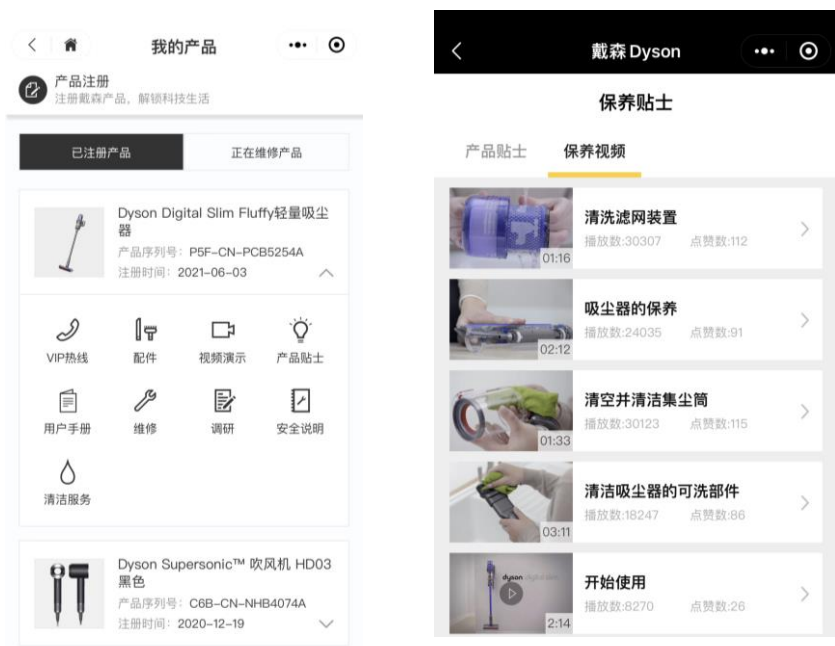 我的产品
产品注册
注册戴森产品，解锁科技生活
已注册产品
正在维修产品
Dyson Digital Slim Fluffy轻量吸尘
器
产品序列号：P5F-CN-PCB5254A
注册时间：2021-06-03
VIP热线
配件
视频演示
产品贴士
用户手册
维修
调研
安全说明
清洁服务
Dyson Supersonic™ 吹风机 HD03
黑色
产品序列号：C6B-CN-NHB4074A
注册时间：2020-12-19
戴森Dyson
保养贴士
产品贴士
保养视频
清洗滤网装置
播放数:30307 点赞数:112
01:16
吸尘器的保养
播放数:24035 点赞数:91
02:12
清空并清洁集尘筒
播放数:30123 点赞数:115
01:33
清洁吸尘器的可洗部件
播放数:18247 点赞数:86
03:11
dyson digital slim
开始使用
播放数:8270 点赞数:26
2:14